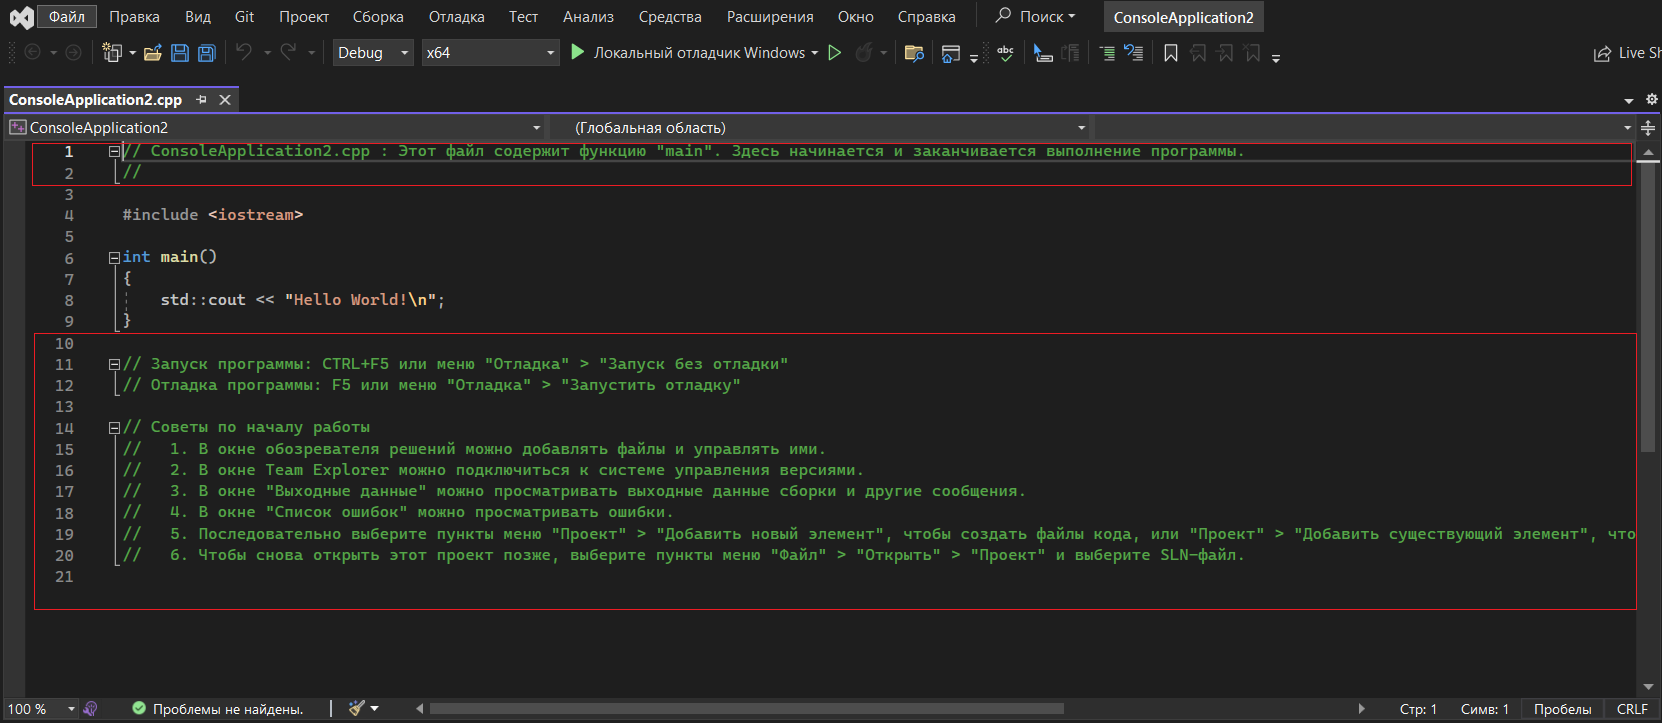 Файл Правка Вид Git Проект Сборка Отладка Тест Анализ Средства Расширения Окно Справка Поиск ConsoleApplication2
Debug x64 Локальный отладчик Windows abc Live Sh
ConsoleApplication2.cpp
ConsoleApplication2 (Глобальная область)
1 // ConsoleApplication2.cpp : Этот файл содержит функцию "main". Здесь начинается и заканчивается выполнение программы.
2 //
3
4 #include <iostream>
5
6 int main()
7 {
8 std::cout << "Hello World!\n";
9 }
10
11 // Запуск программы: CTRL+F5 или меню "Отладка" > "Запуск без отладки"
12 // Отладка программы: F5 или меню "Отладка" > "Запустить отладку"
13
14 // Советы по началу работы
15 // 1. В окне обозревателя решений можно добавлять файлы и управлять ими.
16 // 2. В окне Team Explorer можно подключиться к системе управления версиями.
17 // 3. В окне "Выходные данные" можно просматривать выходные данные сборки и другие сообщения.
18 // 4. В окне "Список ошибок" можно просматривать ошибки.
19 // 5. Последовательно выберите пункты меню "Проект" > "Добавить новый элемент", чтобы создать файлы кода, или "Проект" > "Добавить существующий элемент", что
20 // 6. Чтобы снова открыть этот проект позже, выберите пункты меню "Файл" > "Открыть" > "Проект" и выберите SLN-файл.
21
100 % Проблемы не найдены. Стр: 1 Симв: 1 Пробелы CRLF